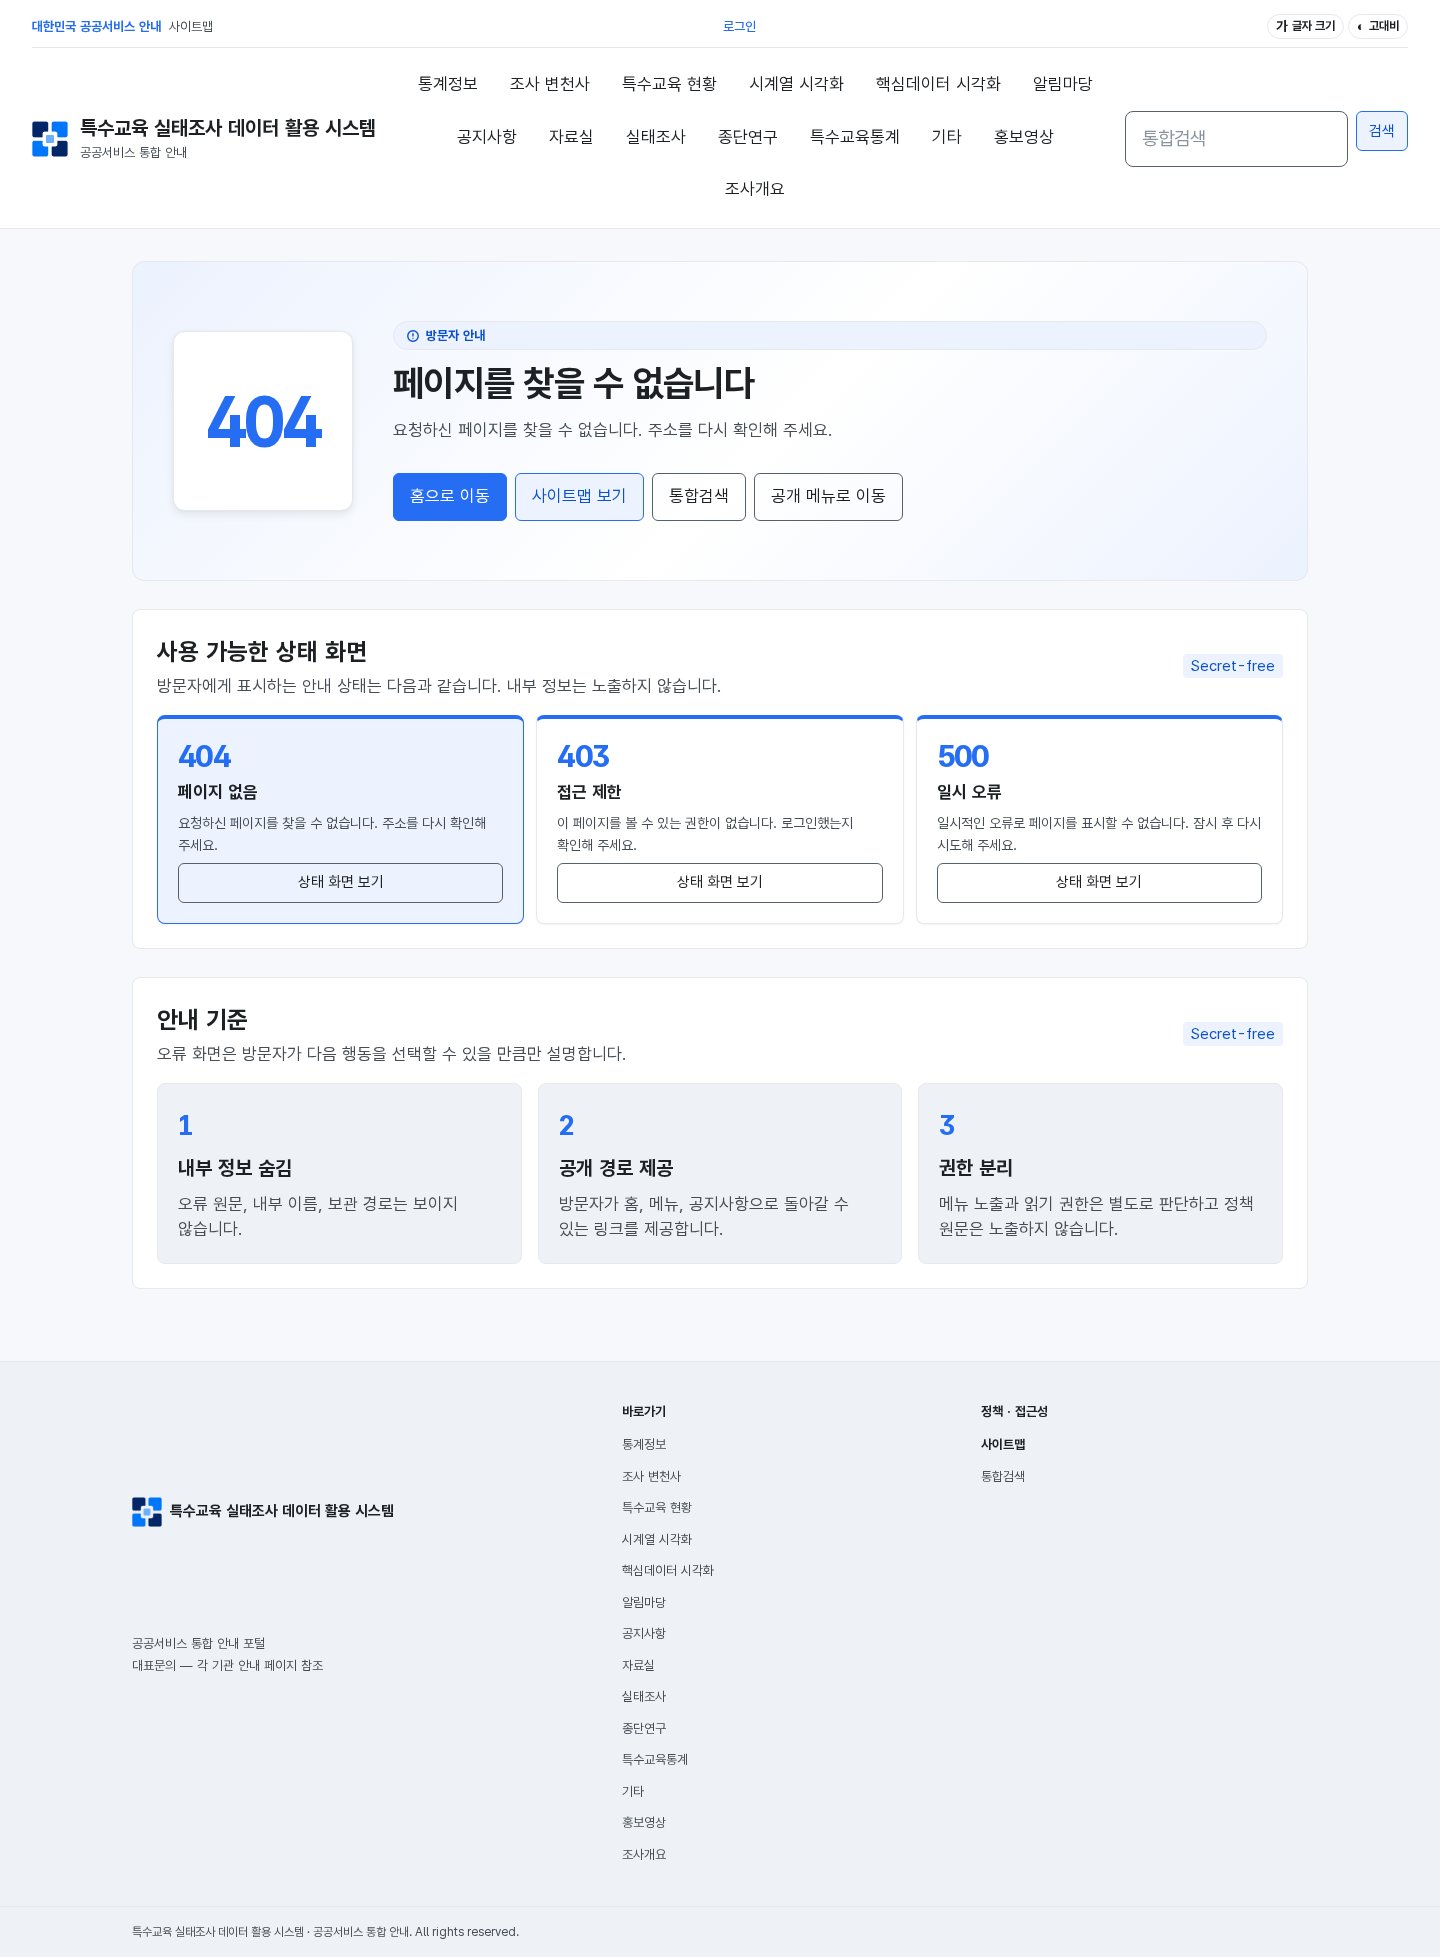 대한민국 공공서비스 안내 사이트맵
로그인
가 글자 크기
고대비
특수교육 실태조사 데이터 활용 시스템
공공서비스 통합 안내
통계정보 조사 변천사 특수교육 현황 시계열 시각화 핵심데이터 시각화 알림마당
공지사항 자료실 실태조사 종단연구 특수교육통계 기타 홍보영상
조사개요
통합검색
검색
404
방문자 안내
페이지를 찾을 수 없습니다
요청하신 페이지를 찾을 수 없습니다. 주소를 다시 확인해 주세요.
홈으로 이동
사이트맵 보기
통합검색
공개 메뉴로 이동
사용 가능한 상태 화면
방문자에게 표시하는 안내 상태는 다음과 같습니다. 내부 정보는 노출하지 않습니다.
Secret-free
404
페이지 없음
요청하신 페이지를 찾을 수 없습니다. 주소를 다시 확인해
주세요.
상태 화면 보기
403
접근 제한
이 페이지를 볼 수 있는 권한이 없습니다. 로그인했는지
확인해 주세요.
상태 화면 보기
500
일시 오류
일시적인 오류로 페이지를 표시할 수 없습니다. 잠시 후 다시
시도해 주세요.
상태 화면 보기
안내 기준
오류 화면은 방문자가 다음 행동을 선택할 수 있을 만큼만 설명합니다.
Secret-free
1
내부 정보 숨김
오류 원문, 내부 이름, 보관 경로는 보이지
않습니다.
2
공개 경로 제공
방문자가 홈, 메뉴, 공지사항으로 돌아갈 수
있는 링크를 제공합니다.
3
권한 분리
메뉴 노출과 읽기 권한은 별도로 판단하고 정책
원문은 노출하지 않습니다.
특수교육 실태조사 데이터 활용 시스템
공공서비스 통합 안내 포털
대표문의 — 각 기관 안내 페이지 참조
바로가기
통계정보
조사 변천사
특수교육 현황
시계열 시각화
핵심데이터 시각화
알림마당
공지사항
자료실
실태조사
종단연구
특수교육통계
기타
홍보영상
조사개요
정책 · 접근성
사이트맵
통합검색
특수교육 실태조사 데이터 활용 시스템 · 공공서비스 통합 안내. All rights reserved.